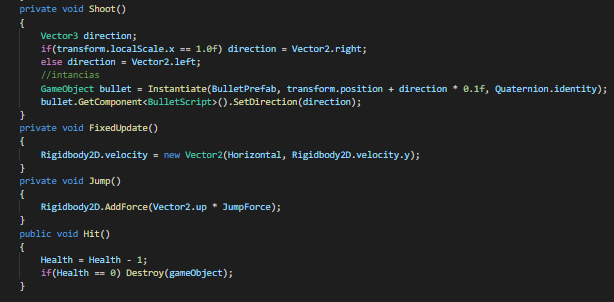 private void Shoot()
{
Vector3 direction;
if(transform.localScale.x == 1.0f) direction = Vector2.right;
else direction = Vector2.left;
//intancias
GameObject bullet = Instantiate(BulletPrefab, transform.position + direction * 0.1f, Quaternion.identity);
bullet.GetComponent<BulletScript>().SetDirection(direction);
}
private void FixedUpdate()
{
Rigidbody2D.velocity = new Vector2(Horizontal, Rigidbody2D.velocity.y);
}
private void Jump()
{
Rigidbody2D.AddForce(Vector2.up * JumpForce);
}
public void Hit()
{
Health = Health - 1;
if(Health == 0) Destroy(gameObject);
}